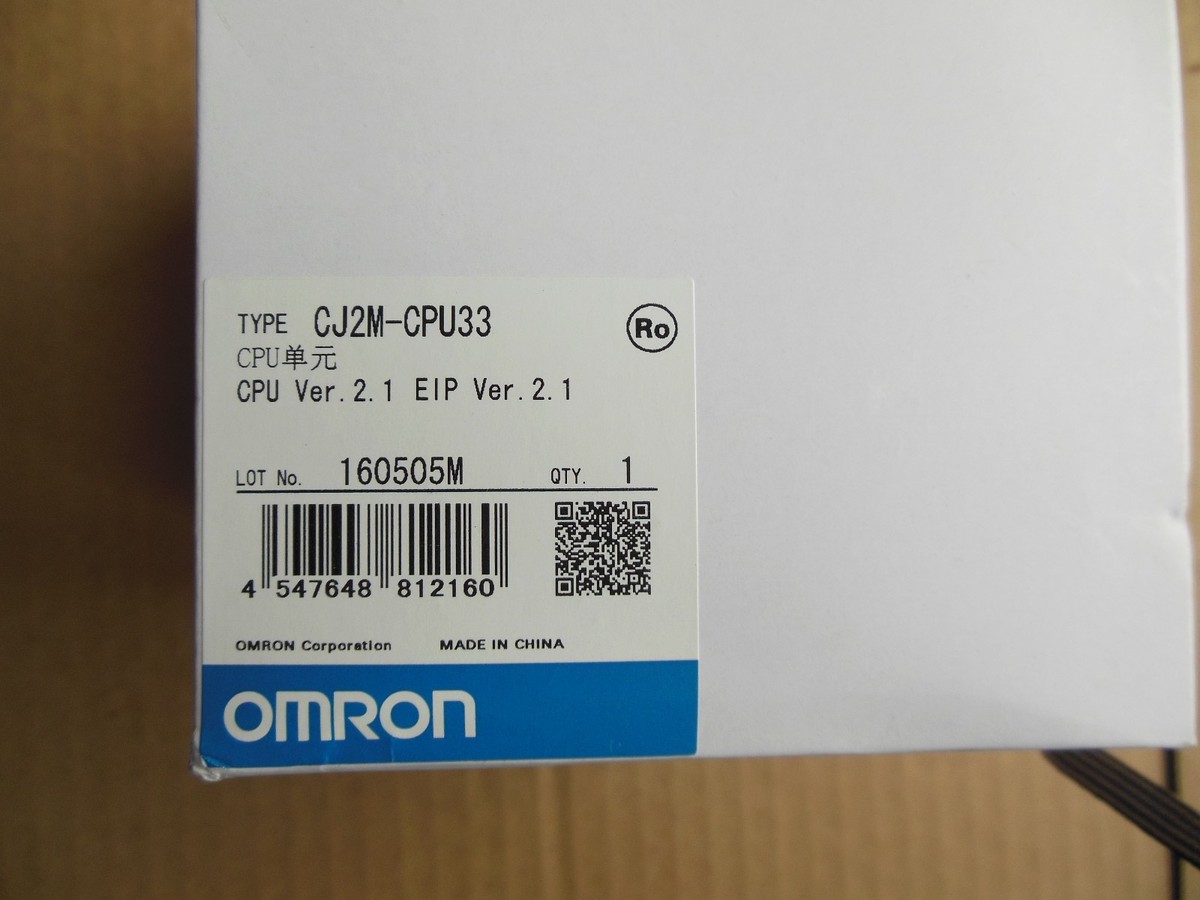 TYPE CJ2M-CPU33 Ro
CPU单元
CPU Ver.2.1 EIP Ver.2.1
LOT No. 160505M QTY. 1
4 547648 812160
OMRON Corporation MADE IN CHINA
OMRON